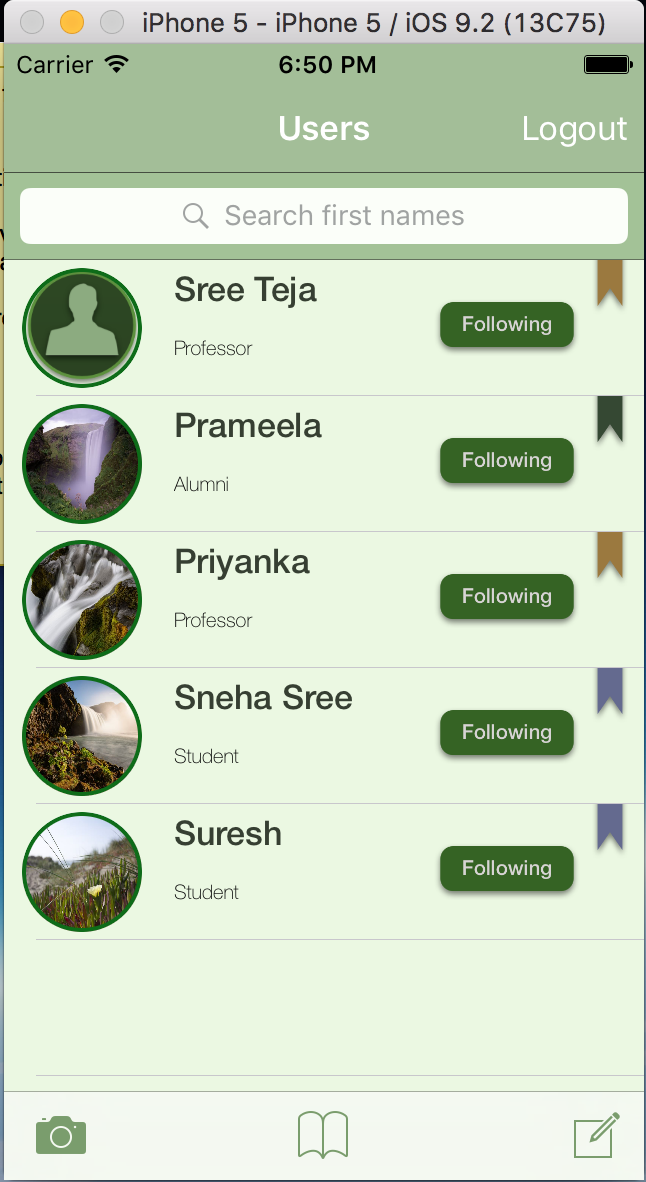 iPhone 5 - iPhone 5 / iOS 9.2 (13C75)
Carrier 6:50 PM
Users Logout
Search first names
Sree Teja
Following
Professor
Prameela
Following
Alumni
Priyanka
Following
Professor
Sneha Sree
Following
Student
Suresh
Following
Student